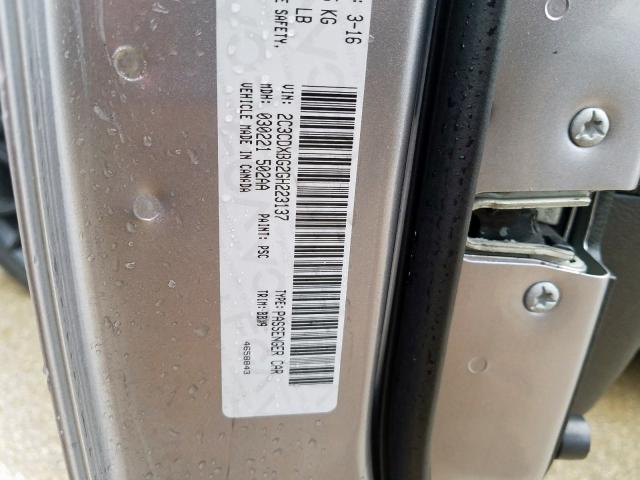 : 3-16
KG
LB
E SAFETY,
VIN: 2C3CDXBG2GH223137
TYPE: PASSENGER CAR
MDH: 030221 502AA
PAINT: PSC
TRIM: BBU9
VEHICLE MADE IN CANADA
4658843